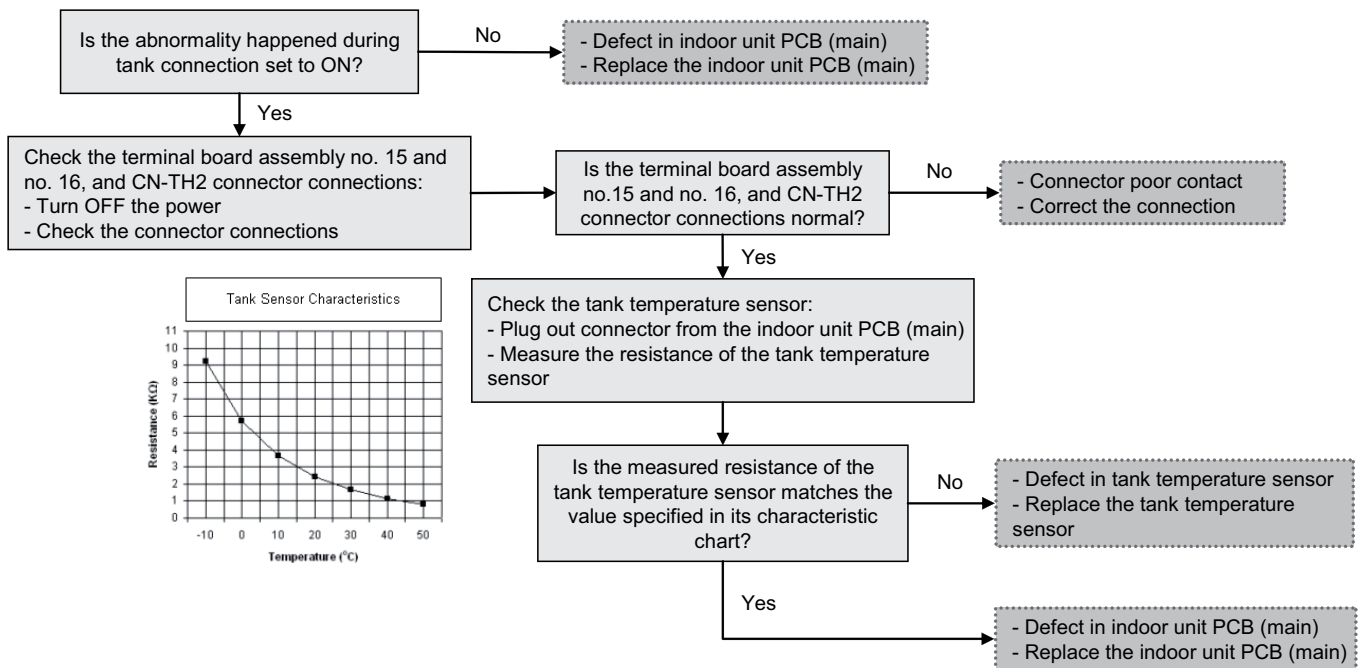 Is the abnormality happened during
tank connection set to ON?
No
- Defect in indoor unit PCB (main)
- Replace the indoor unit PCB (main)
Yes
Check the terminal board assembly no. 15 and
no. 16, and CN-TH2 connector connections:
- Turn OFF the power
- Check the connector connections
Is the terminal board assembly
no.15 and no. 16, and CN-TH2
connector connections normal?
No
- Connector poor contact
- Correct the connection
Yes
Tank Sensor Characteristics
11
10
9
8
7
6
5
4
3
2
1
0
Resistance (KΩ)
-10 0 10 20 30 40 50
Temperature (°C)
Check the tank temperature sensor:
- Plug out connector from the indoor unit PCB (main)
- Measure the resistance of the tank temperature
sensor
Is the measured resistance of the
tank temperature sensor matches the
value specified in its characteristic
chart?
No
- Defect in tank temperature sensor
- Replace the tank temperature
sensor
Yes
- Defect in indoor unit PCB (main)
- Replace the indoor unit PCB (main)